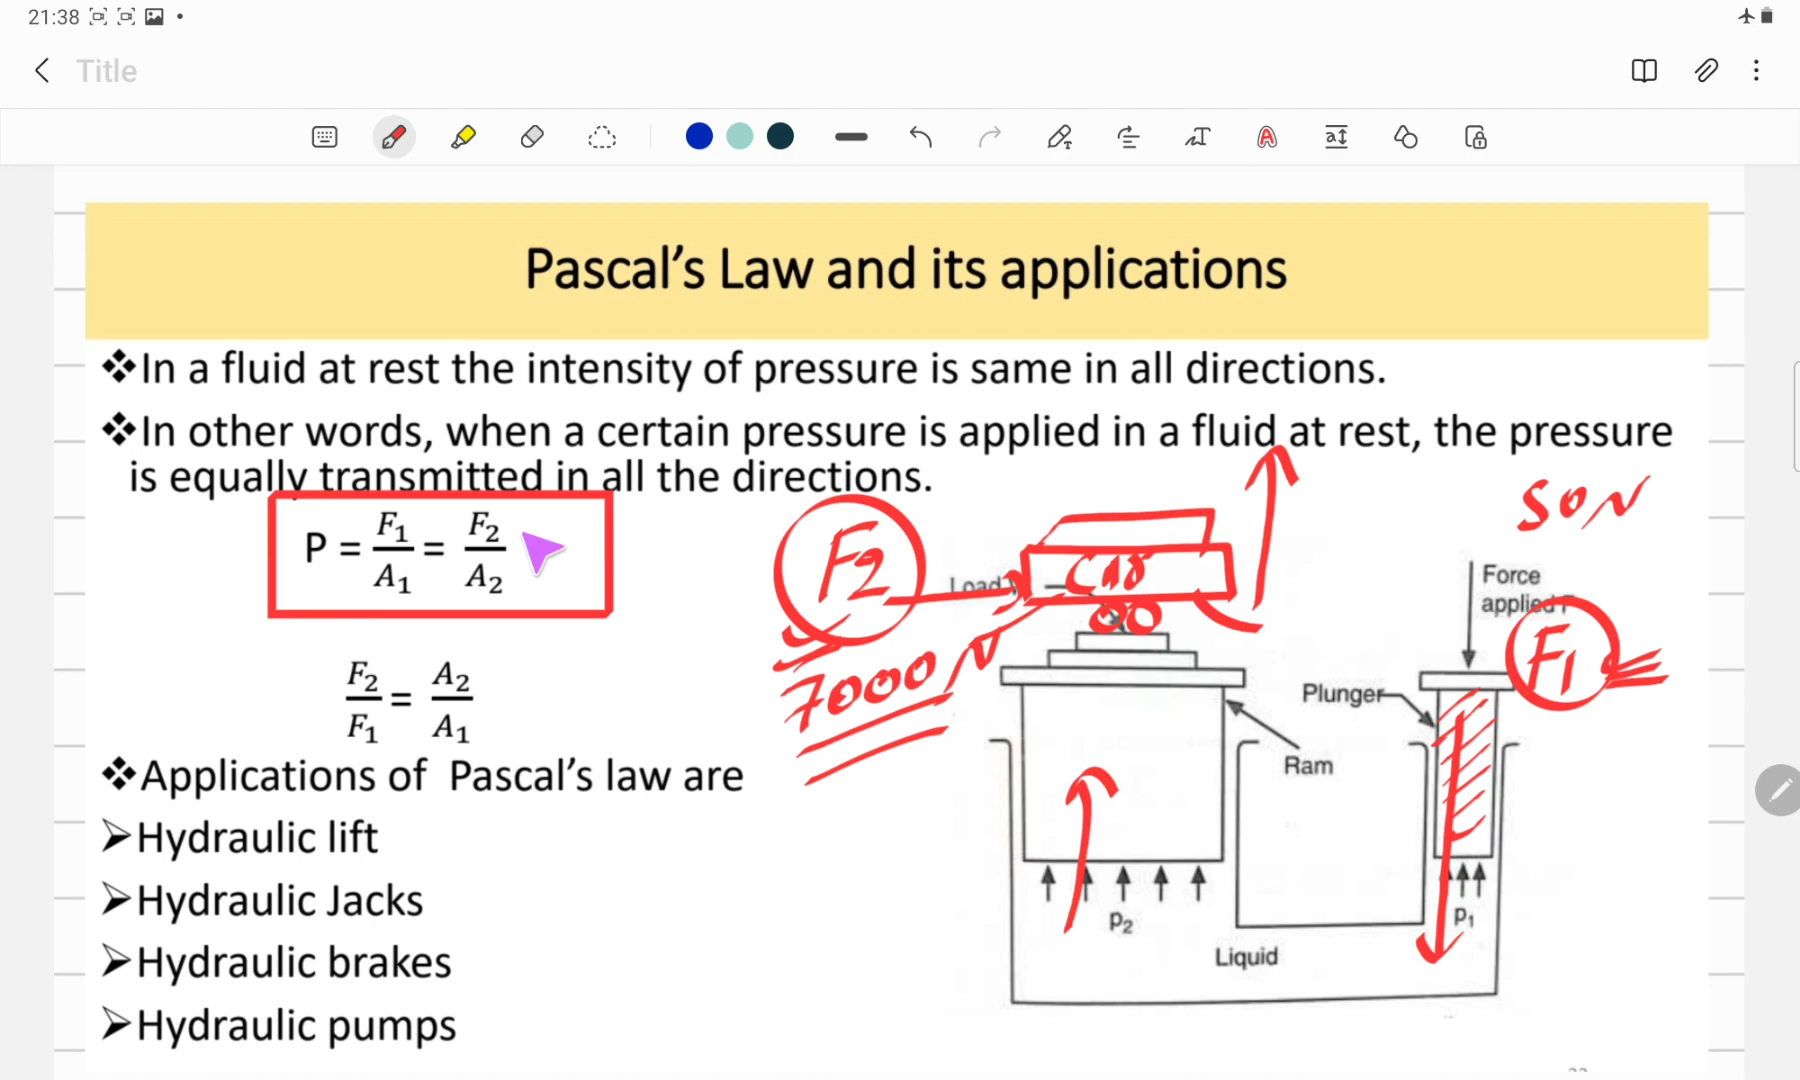 21:38
Title
Pascal's Law and its applications
❖In a fluid at rest the intensity of pressure is same in all directions.
❖In other words, when a certain pressure is applied in a fluid at rest, the pressure
is equally transmitted in all the directions.
P = F₁/A₁ = F₂/A₂
F₂/F₁ = A₂/A₁
❖Applications of Pascal's law are
➢Hydraulic lift
➢Hydraulic Jacks
➢Hydraulic brakes
➢Hydraulic pumps
F2
7000 N
Load
Car
50N
Force
applied F
F1
Plunger
Ram
p₂
p₁
Liquid